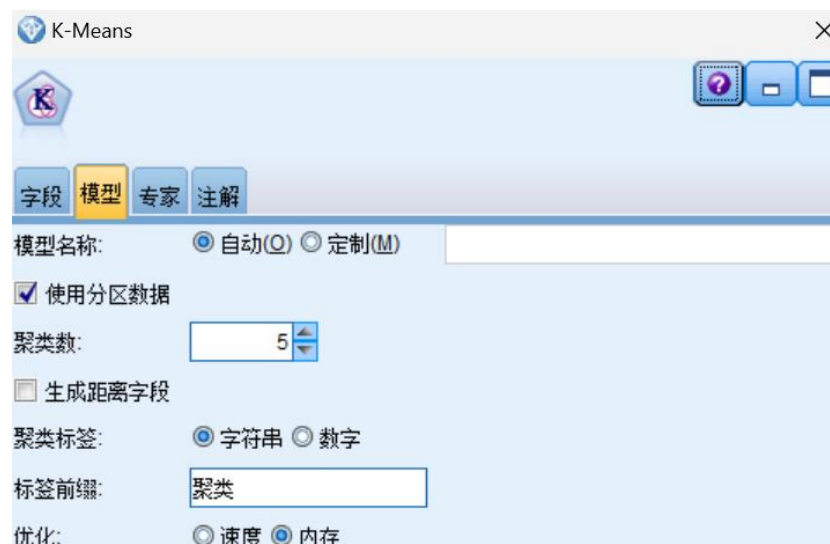 K-Means
字段 模型 专家 注解
模型名称: 自动(O) 定制(M)
使用分区数据
聚类数: 5
生成距离字段
聚类标签: 字符串 数字
标签前缀: 聚类
优化: 速度 内存